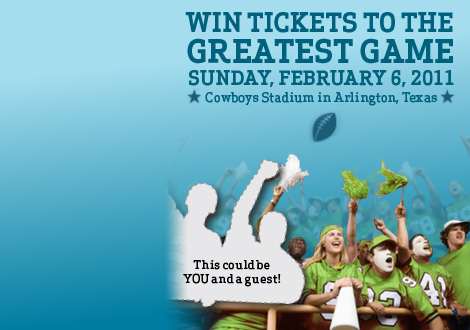 WIN TICKETS TO THE
GREATEST GAME
SUNDAY, FEBRUARY 6, 2011
★ Cowboys Stadium in Arlington, Texas ★
This could be
YOU and a guest!